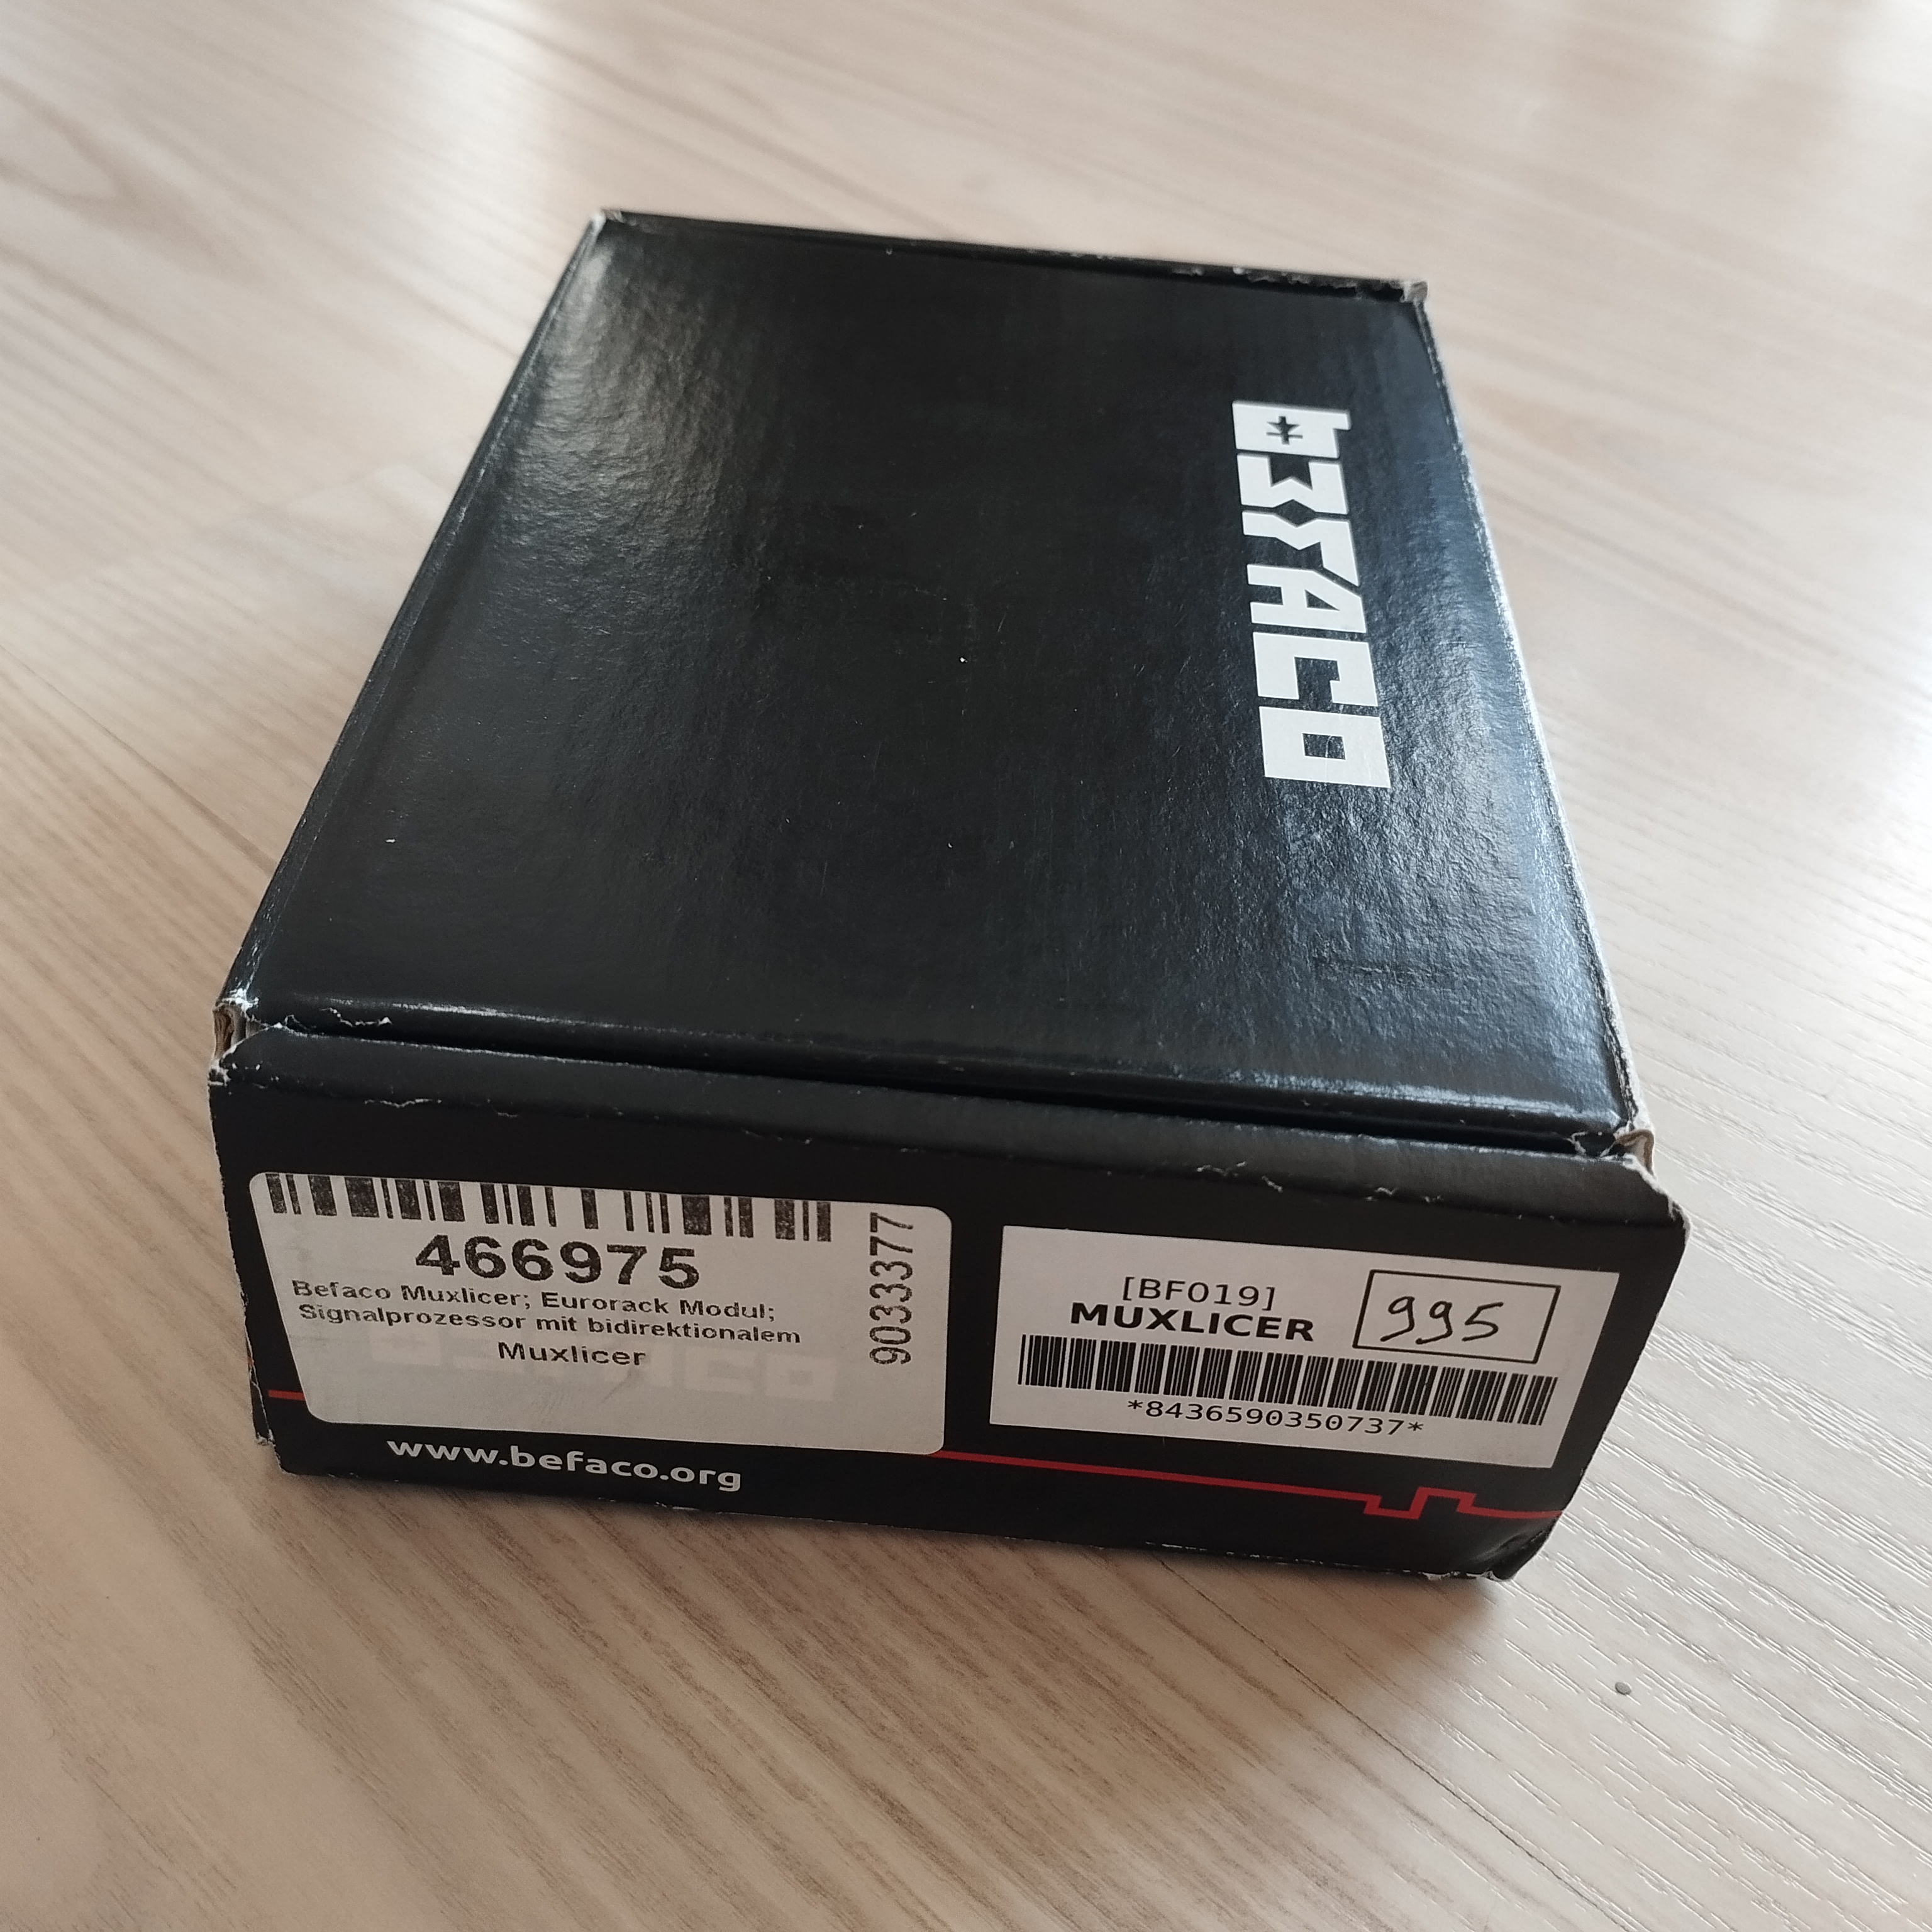 BEFACO
466975
Befaco Muxlicer; Eurorack Modul;
Signalprozessor mit bidirektionalem
Muxlicer
9033377
[BF019]
MUXLICER
995
*8436590350737*
www.befaco.org